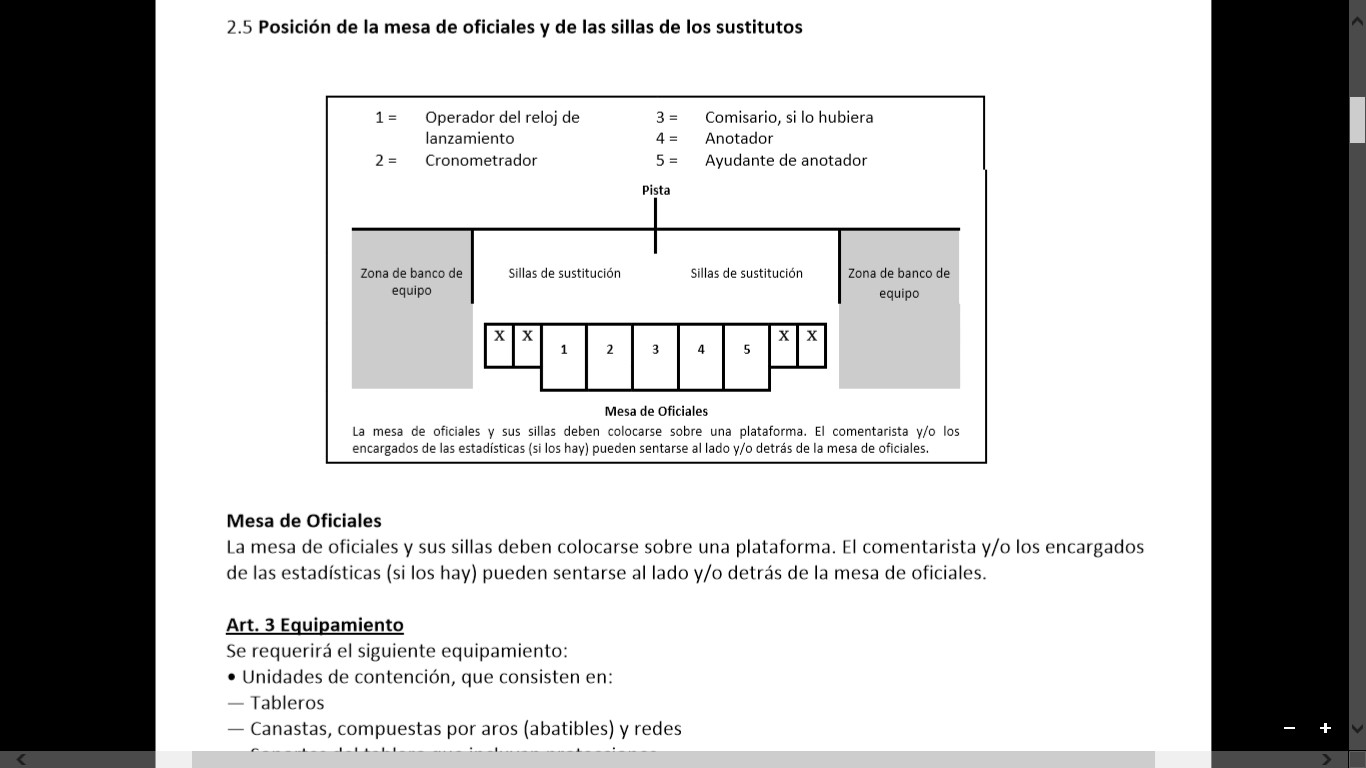 2.5 Posición de la mesa de oficiales y de las sillas de los sustitutos
1 = Operador del reloj de lanzamiento
2 = Cronometrador
3 = Comisario, si lo hubiera
4 = Anotador
5 = Ayudante de anotador
Pista
Zona de banco de
equipo
Sillas de sustitución
Sillas de sustitución
Zona de banco de
equipo
X X 1 2 3 4 5 X X
Mesa de Oficiales
La mesa de oficiales y sus sillas deben colocarse sobre una plataforma. El comentarista y/o los
encargados de las estadísticas (si los hay) pueden sentarse al lado y/o detrás de la mesa de oficiales.
Mesa de Oficiales
La mesa de oficiales y sus sillas deben colocarse sobre una plataforma. El comentarista y/o los encargados
de las estadísticas (si los hay) pueden sentarse al lado y/o detrás de la mesa de oficiales.
Art. 3 Equipamiento
Se requerirá el siguiente equipamiento:
• Unidades de contención, que consisten en:
— Tableros
— Canastas, compuestas por aros (abatibles) y redes